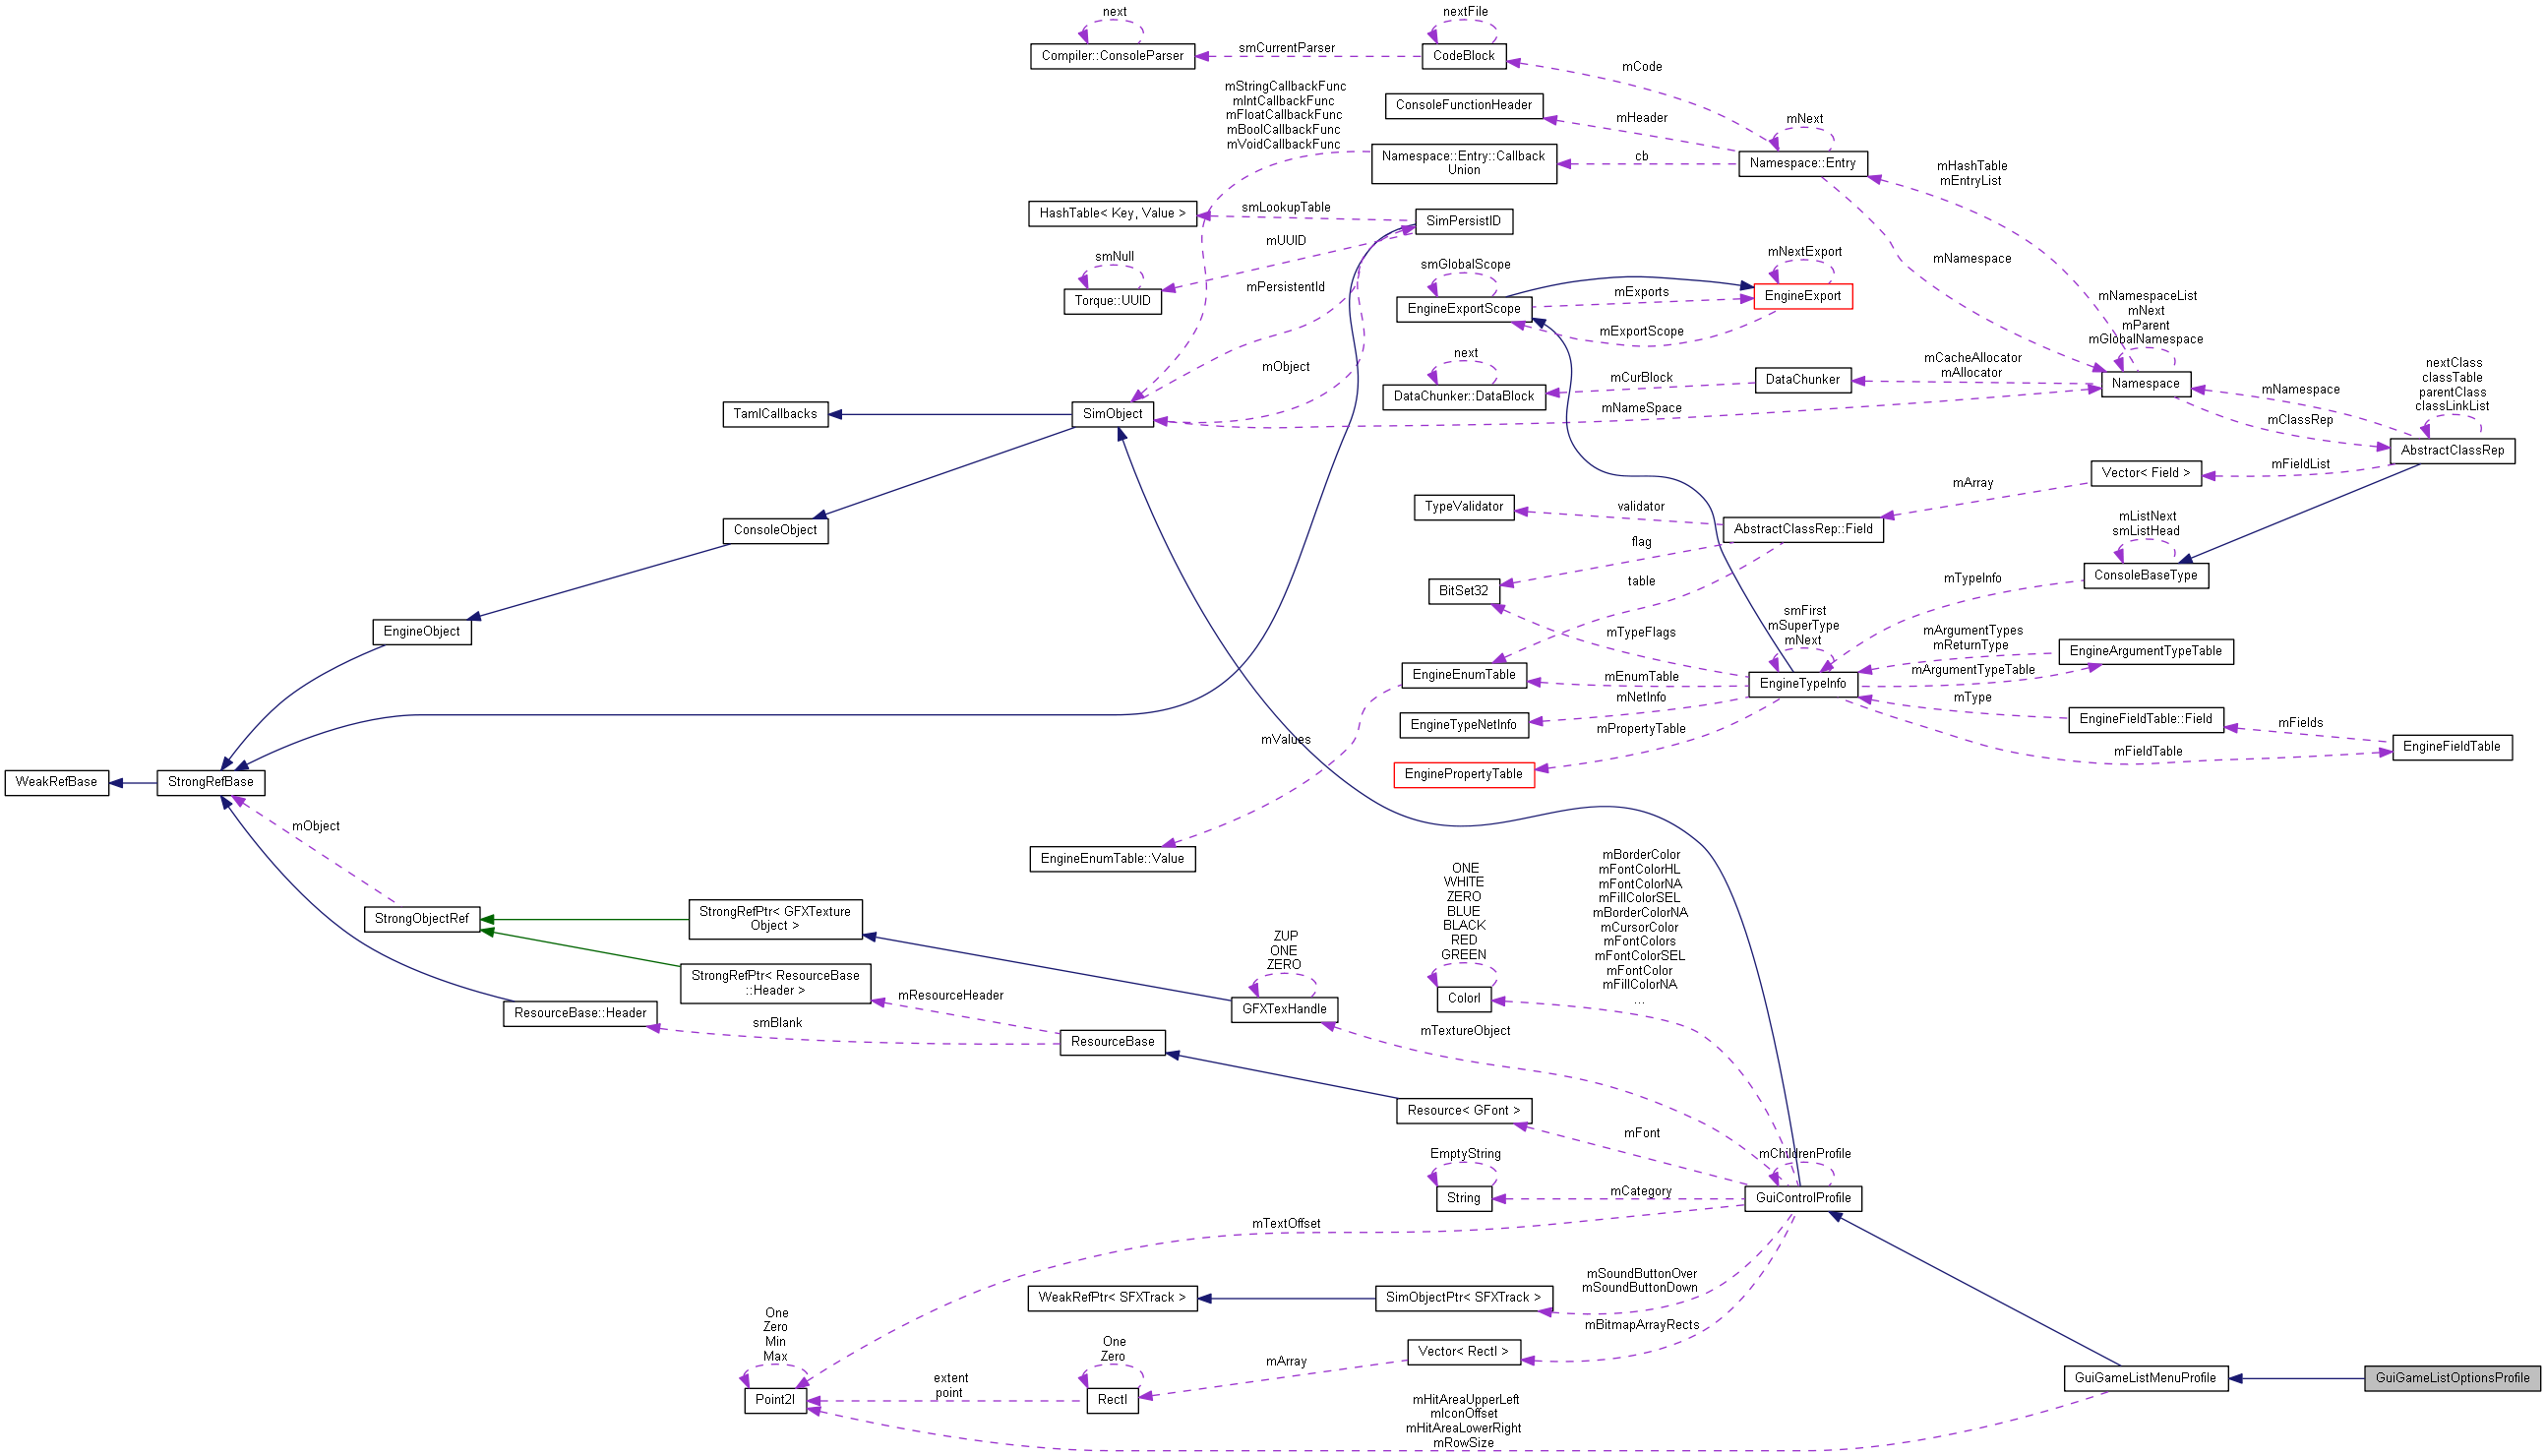 next
nextFile
Compiler::ConsoleParser
smCurrentParser
CodeBlock
mCode
mStringCallbackFunc
mIntCallbackFunc
mFloatCallbackFunc
mBoolCallbackFunc
mVoidCallbackFunc
ConsoleFunctionHeader
mHeader
mNext
Namespace::Entry::Callback
Union
cb
Namespace::Entry
mHashTable
mEntryList
HashTable< Key, Value >
smLookupTable
SimPersistID
mUUID
smNull
Torque::UUID
mPersistentId
smGlobalScope
mNextExport
mNamespace
EngineExportScope
mExports
EngineExport
mExportScope
mNamespaceList
mNext
mParent
mGlobalNamespace
mObject
next
mCurBlock
DataChunker::DataBlock
DataChunker
mCacheAllocator
mAllocator
Namespace
mNamespace
nextClass
classTable
parentClass
classLinkList
TamlCallbacks
SimObject
mNameSpace
mClassRep
AbstractClassRep
Vector< Field >
mFieldList
mArray
TypeValidator
validator
AbstractClassRep::Field
ConsoleObject
flag
mListNext
smListHead
ConsoleBaseType
BitSet32
table
mTypeInfo
EngineObject
mTypeFlags
smFirst
mSuperType
mNext
mArgumentTypes
mReturnType
EngineArgumentTypeTable
EngineEnumTable
mEnumTable
EngineTypeInfo
mArgumentTypeTable
mNetInfo
mType
EngineTypeNetInfo
EngineFieldTable::Field
mFields
mPropertyTable
mValues
mFieldTable
EngineFieldTable
EnginePropertyTable
WeakRefBase
StrongRefBase
mObject
EngineEnumTable::Value
ONE
WHITE
ZERO
BLUE
BLACK
RED
GREEN
mBorderColor
mFontColorHL
mFontColorNA
mFillColorSEL
mBorderColorNA
mCursorColor
mFontColors
mFontColorSEL
mFontColor
mFillColorNA
...
StrongObjectRef
StrongRefPtr< GFXTexture
Object >
ZUP
ONE
ZERO
StrongRefPtr< ResourceBase
::Header >
mResourceHeader
ColorI
GFXTexHandle
ResourceBase::Header
smBlank
ResourceBase
mTextureObject
Resource< GFont >
mFont
EmptyString
mChildrenProfile
String
mCategory
GuiControlProfile
mTextOffset
mSoundButtonOver
mSoundButtonDown
WeakRefPtr< SFXTrack >
SimObjectPtr< SFXTrack >
mBitmapArrayRects
One
Zero
Min
Max
One
Zero
mArray
Vector< RectI >
extent
point
Point2I
RectI
GuiGameListMenuProfile
GuiGameListOptionsProfile
mHitAreaUpperLeft
mIconOffset
mHitAreaLowerRight
mRowSize